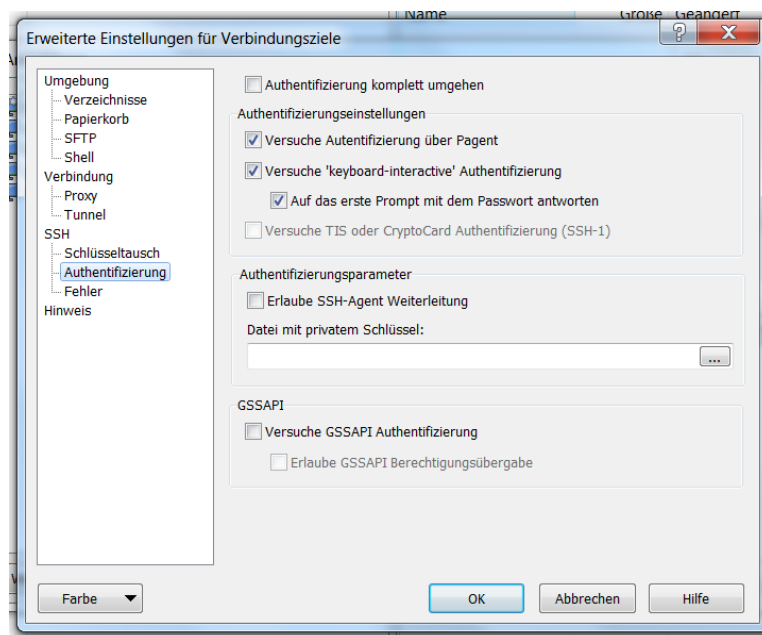 Name Größe Geändert
Erweiterte Einstellungen für Verbindungsziele
Umgebung
Verzeichnisse
Papierkorb
SFTP
Shell
Verbindung
Proxy
Tunnel
SSH
Schlüsseltausch
Authentifizierung
Fehler
Hinweis
Authentifizierung komplett umgehen
Authentifizierungseinstellungen
Versuche Autentifizierung über Pagent
Versuche 'keyboard-interactive' Authentifizierung
Auf das erste Prompt mit dem Passwort antworten
Versuche TIS oder CryptoCard Authentifizierung (SSH-1)
Authentifizierungsparameter
Erlaube SSH-Agent Weiterleitung
Datei mit privatem Schlüssel:
...
GSSAPI
Versuche GSSAPI Authentifizierung
Erlaube GSSAPI Berechtigungsübergabe
Farbe OK Abbrechen Hilfe